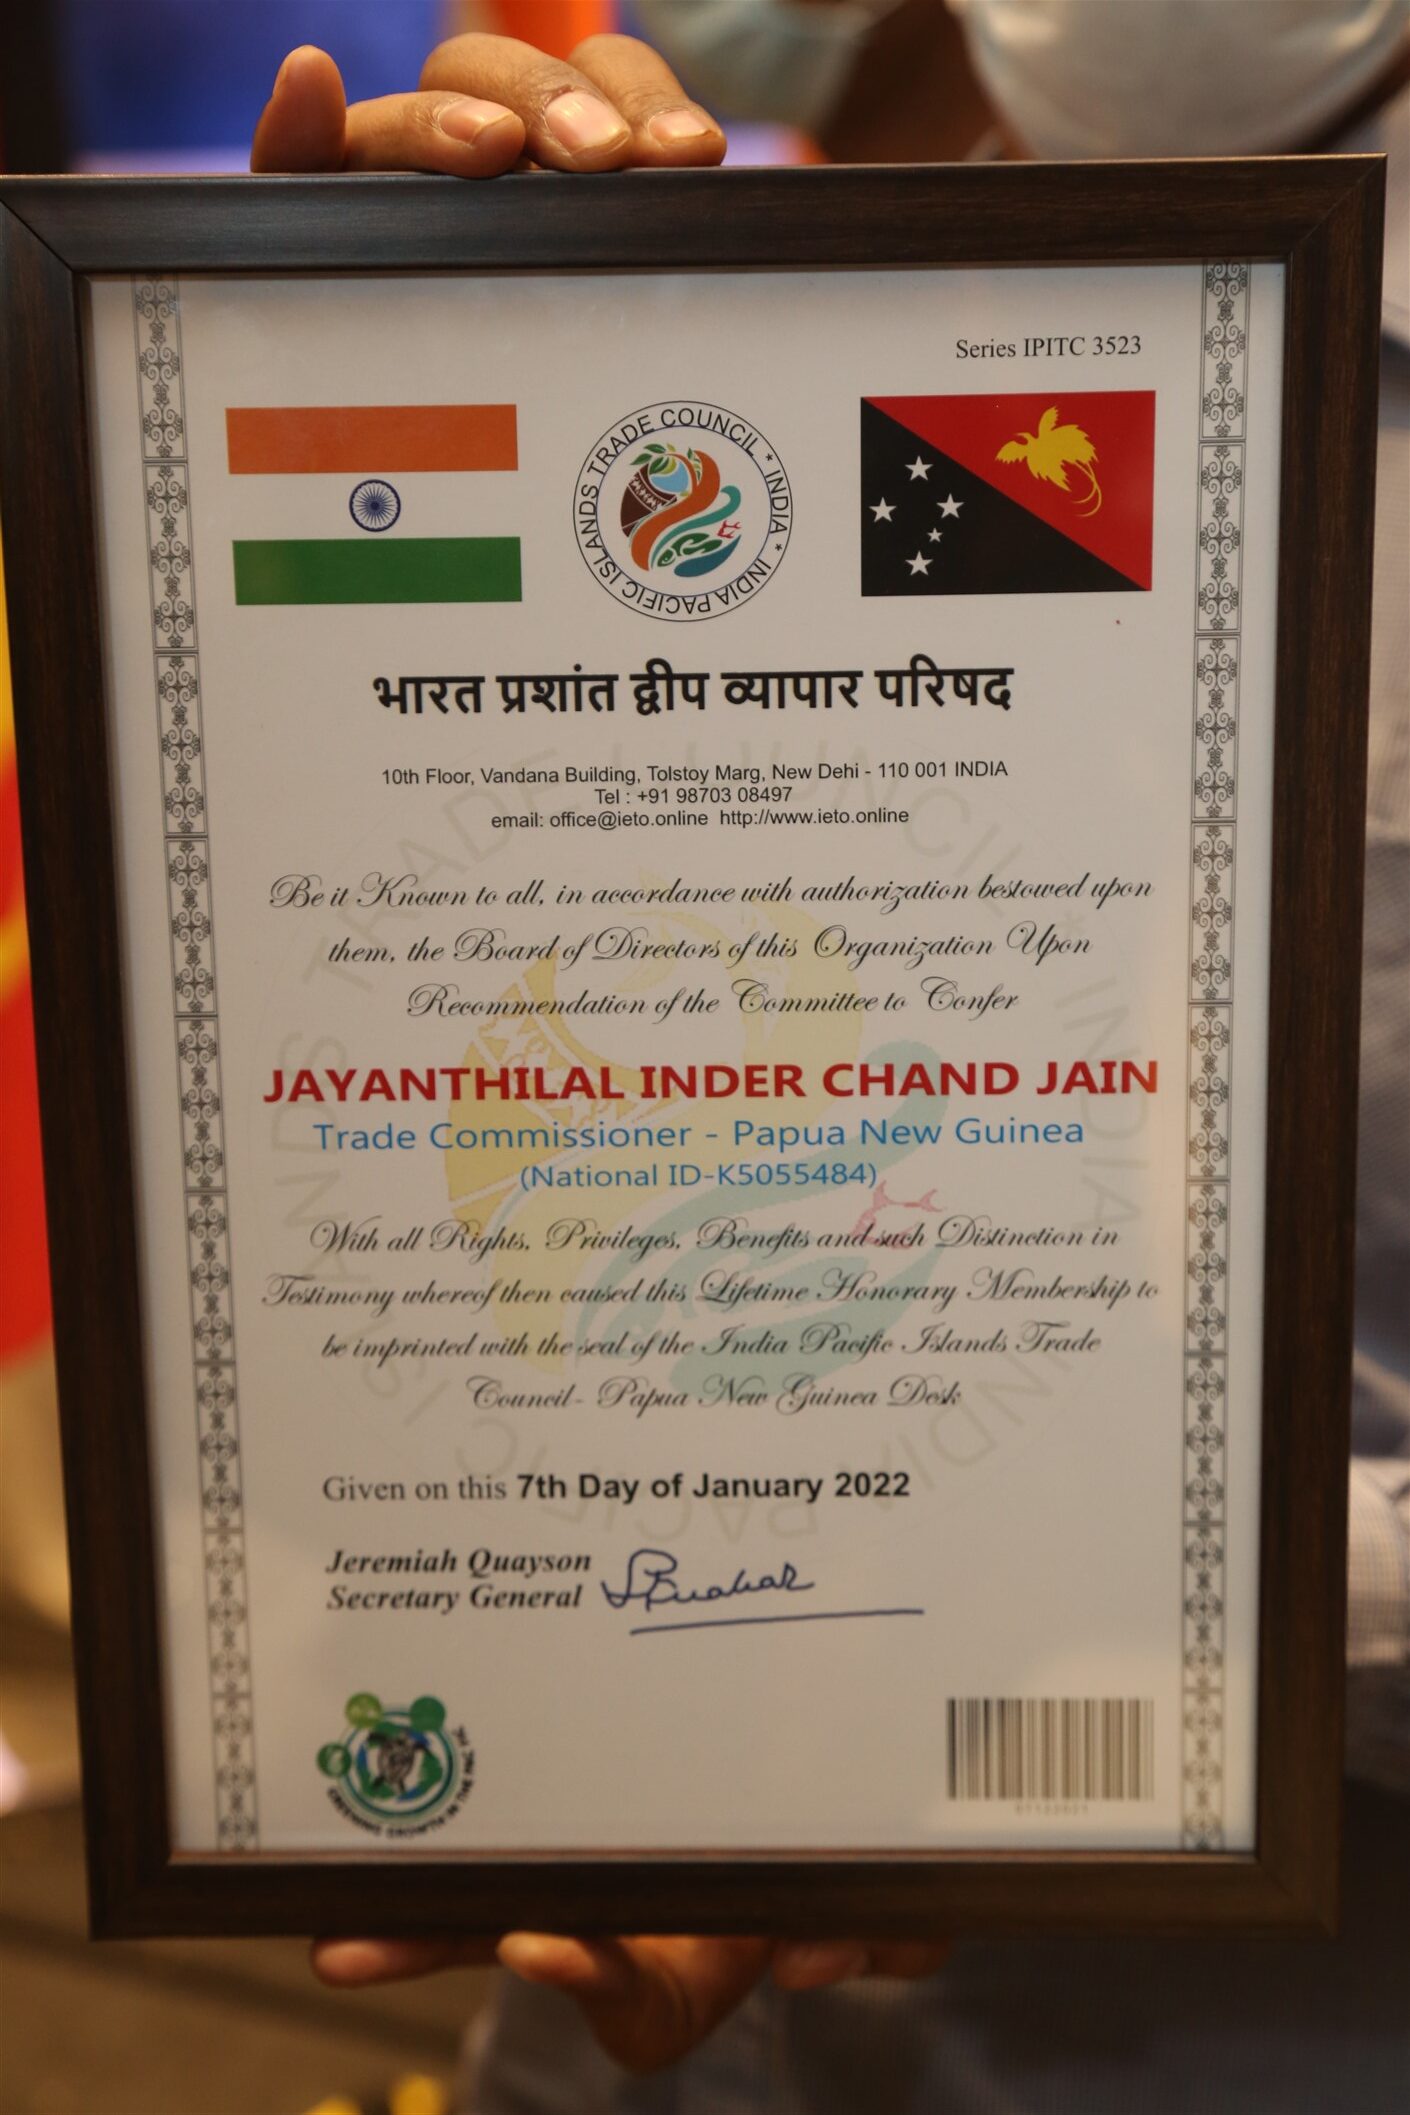 Series IPITC 3523
INDIA PACIFIC ISLANDS TRADE COUNCIL * INDIA *
भारत प्रशांत द्वीप व्यापार परिषद
10th Floor, Vandana Building, Tolstoy Marg, New Dehi - 110 001 INDIA
Tel : +91 98703 08497
email: office@ieto.online http://www.ieto.online
Be it Known to all, in accordance with authorization bestowed upon
them, the Board of Directors of this Organization Upon
Recommendation of the Committee to Confer
JAYANTHILAL INDER CHAND JAIN
Trade Commissioner - Papua New Guinea
(National ID-K5055484)
With all Rights, Privileges, Benefits and such Distinction in
Testimony whereof then caused this Lifetime Honorary Membership to
be imprinted with the seal of the India Pacific Islands Trade
Council - Papua New Guinea Desk
Given on this 7th Day of January 2022
Jeremiah Quayson
Secretary General